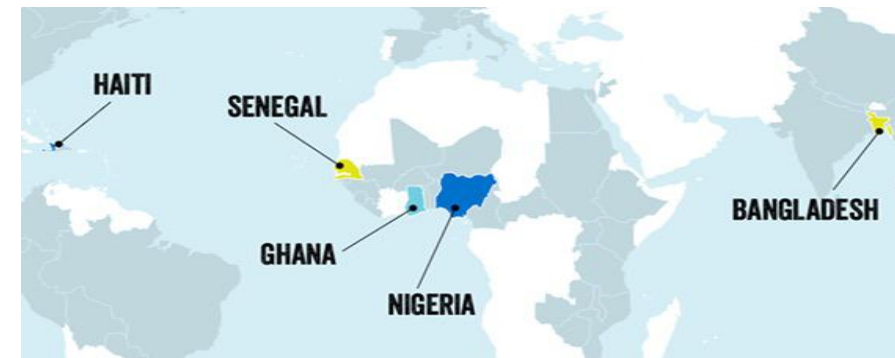 HAITI
SENEGAL
GHANA
NIGERIA
BANGLADESH